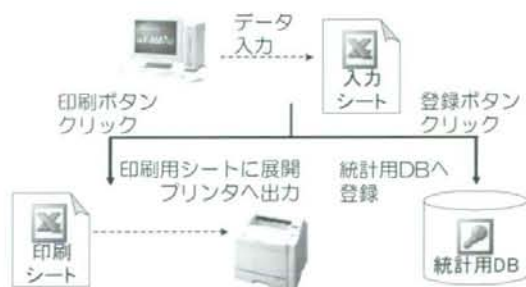 データ
入力
入力
シート
印刷ボタン
クリック
登録ボタン
クリック
印刷用シートに展開
プリンタへ出力
統計用DBへ
登録
印刷
シート
統計用DB